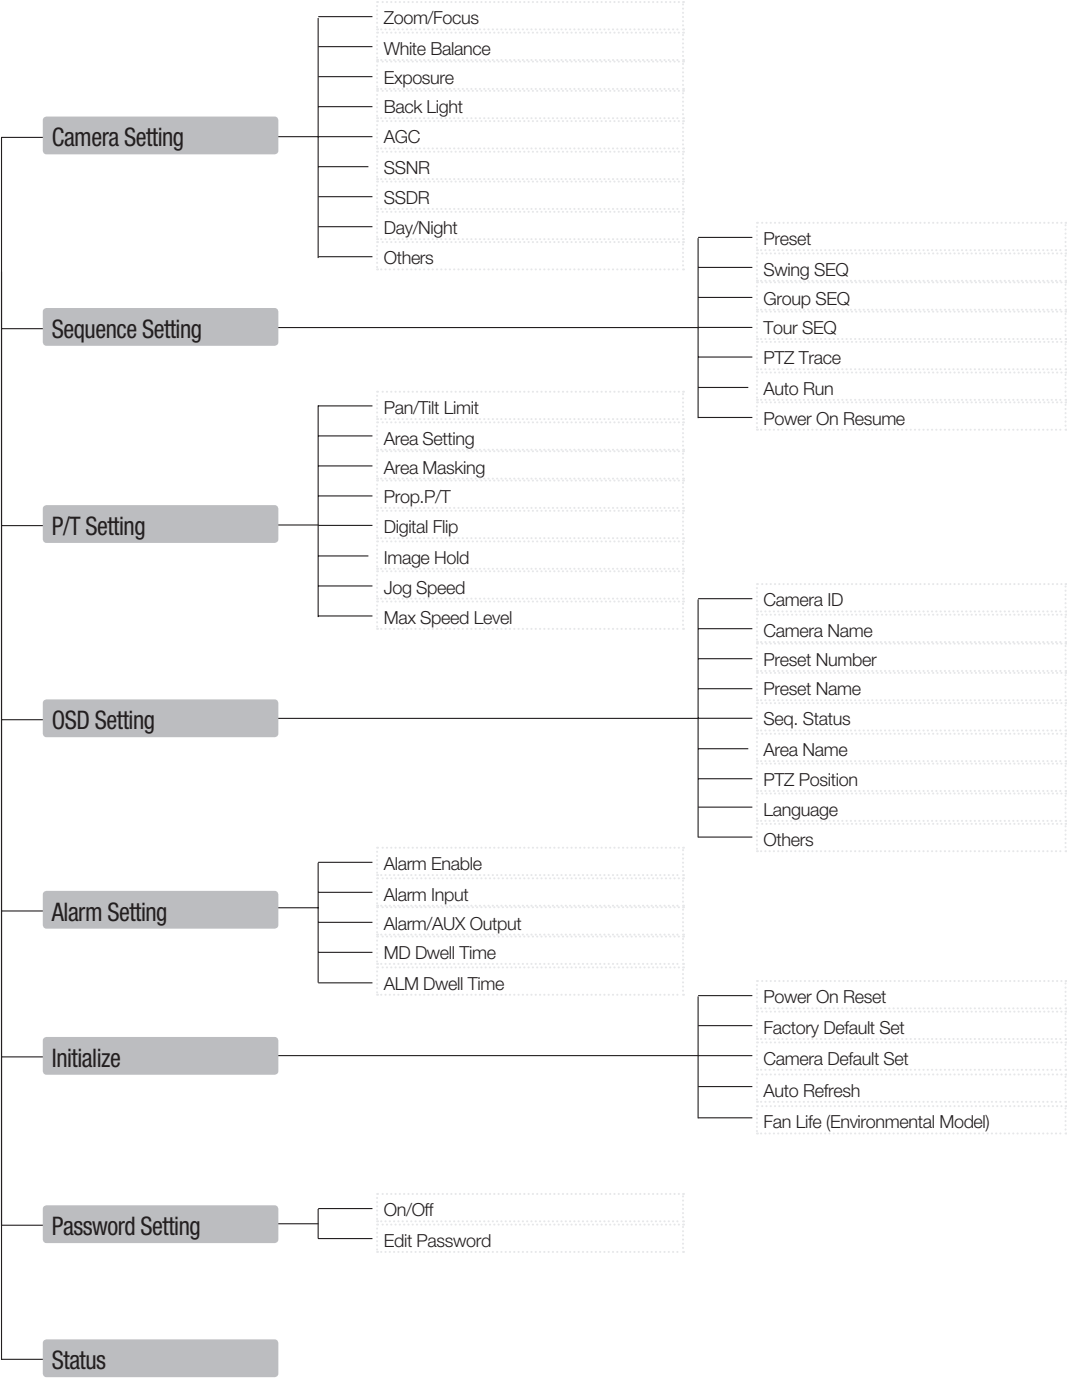 Camera Setting
Zoom/Focus
White Balance
Exposure
Back Light
AGC
SSNR
SSDR
Day/Night
Others
Sequence Setting
Preset
Swing SEQ
Group SEQ
Tour SEQ
PTZ Trace
Auto Run
Power On Resume
P/T Setting
Pan/Tilt Limit
Area Setting
Area Masking
Prop.P/T
Digital Flip
Image Hold
Jog Speed
Max Speed Level
OSD Setting
Camera ID
Camera Name
Preset Number
Preset Name
Seq. Status
Area Name
PTZ Position
Language
Others
Alarm Setting
Alarm Enable
Alarm Input
Alarm/AUX Output
MD Dwell Time
ALM Dwell Time
Initialize
Power On Reset
Factory Default Set
Camera Default Set
Auto Refresh
Fan Life (Environmental Model)
Password Setting
On/Off
Edit Password
Status